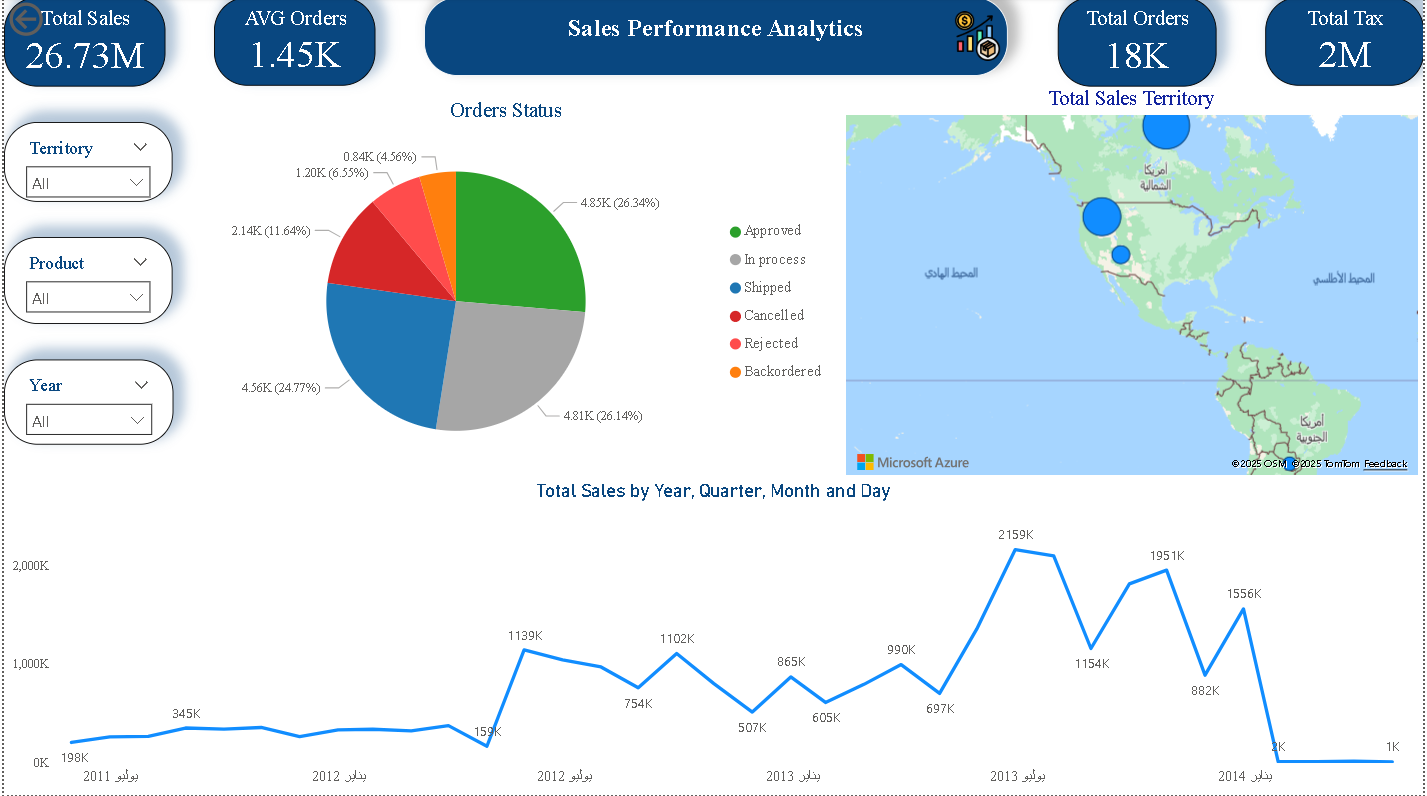 Total Sales
26.73M
AVG Orders
1.45K
Sales Performance Analytics
Total Orders
18K
Total Tax
2M
Territory
All
Product
All
Year
All
Orders Status
0.84K (4.56%)
1.20K (6.55%)
2.14K (11.64%)
4.56K (24.77%)
4.85K (26.34%)
4.81K (26.14%)
Approved
In process
Shipped
Cancelled
Rejected
Backordered
Total Sales Territory
أمريكا
الشمالية
المحيط الهادي
المحيط الأطلسي
أمريكا
الجنوبية
Microsoft Azure
©2025 OSM ©2025 TomTom Feedback
Total Sales by Year, Quarter, Month and Day
2,000K
1,000K
0K
198K
345K
159K
1139K
754K
1102K
507K
865K
605K
990K
697K
2159K
1154K
1951K
882K
1556K
2K
1K
يوليو 2011
يناير 2012
يوليو 2012
يناير 2013
يوليو 2013
يناير 2014